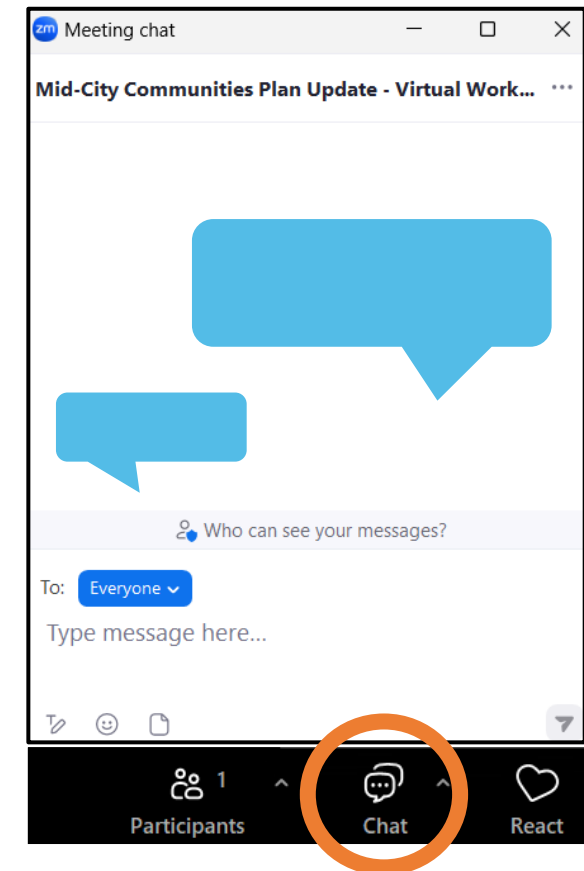 zm Meeting chat
Mid-City Communities Plan Update - Virtual Work... ...
Who can see your messages?
To: Everyone
Type message here...
1
Participants Chat React